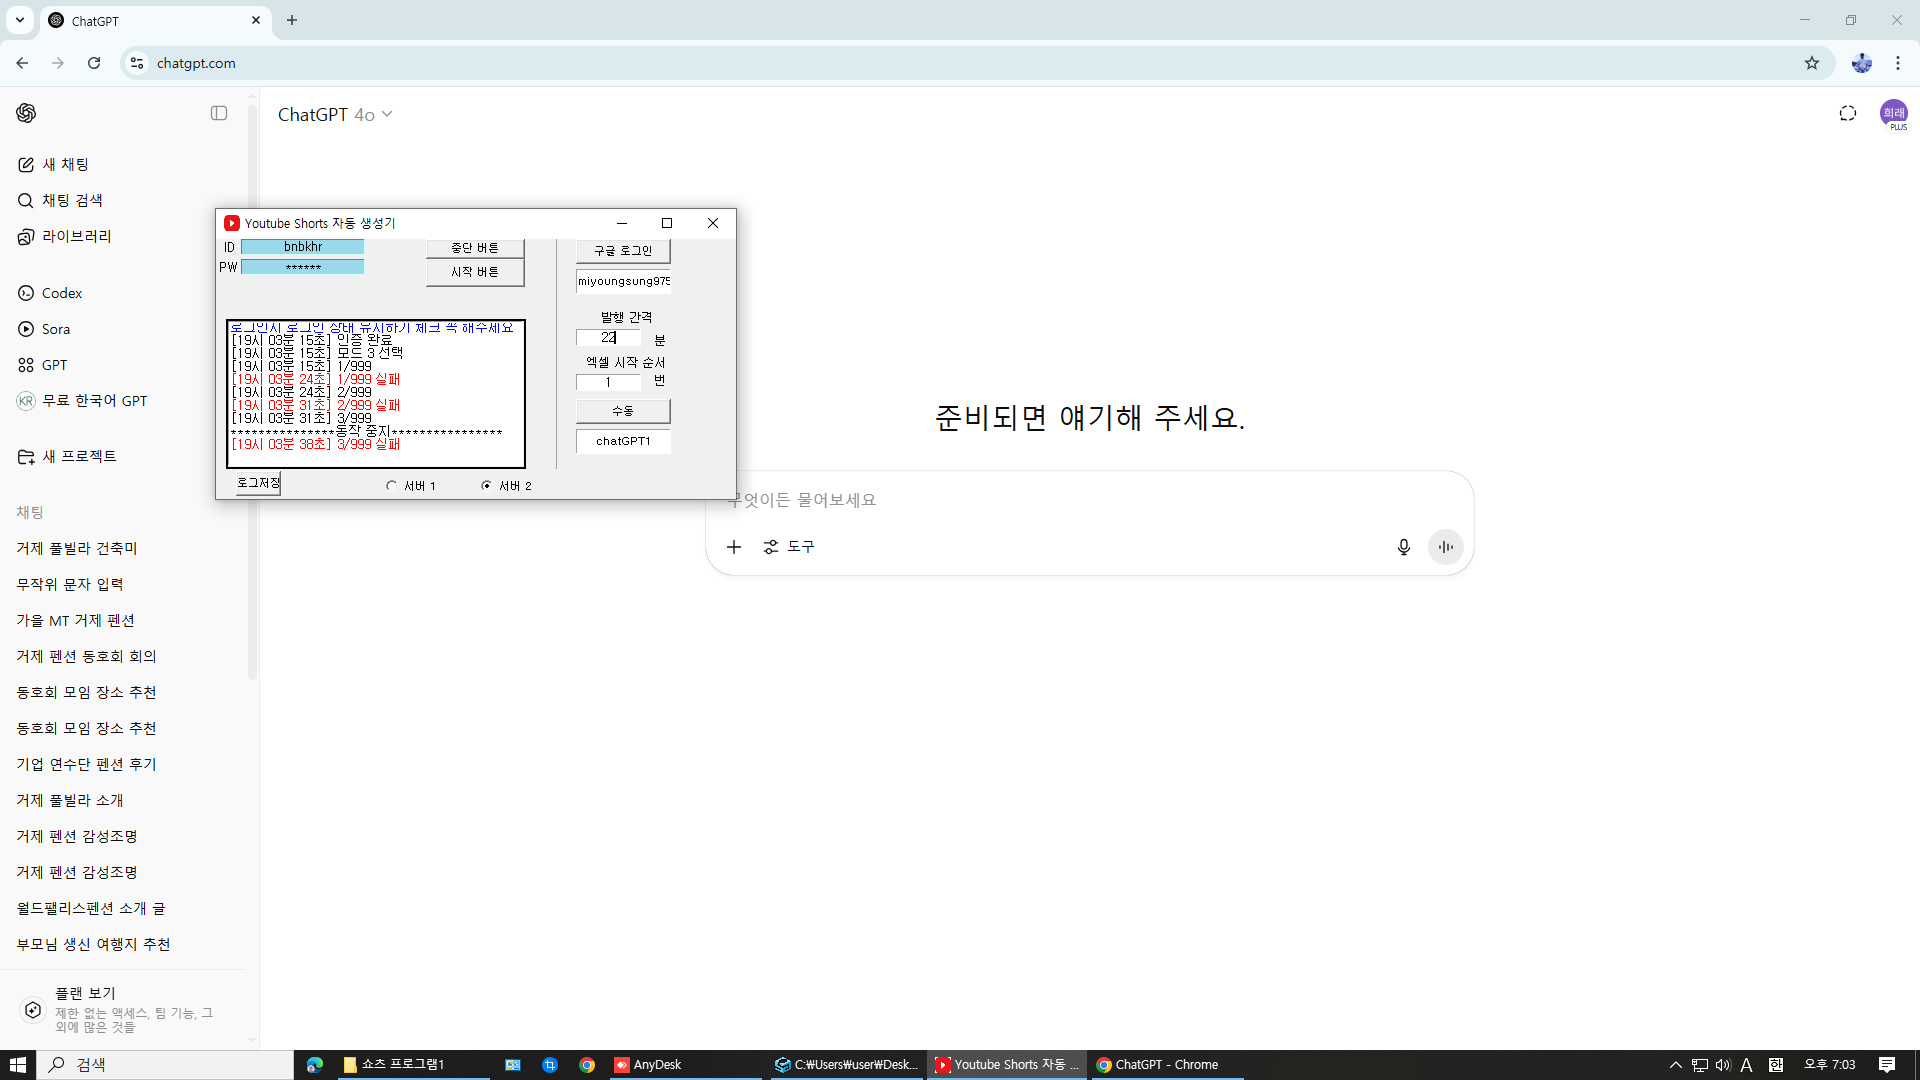 ChatGPT
chatgpt.com
ChatGPT 4o
희래
PLUS
새 채팅
채팅 검색
라이브러리
Codex
Sora
GPT
KR 무료 한국어 GPT
새 프로젝트
채팅
거제 풀빌라 건축미
무작위 문자 입력
가을 MT 거제 펜션
거제 펜션 동호회 회의
동호회 모임 장소 추천
동호회 모임 장소 추천
기업 연수단 펜션 후기
거제 풀빌라 소개
거제 펜션 감성조명
거제 펜션 감성조명
월드팰리스펜션 소개 글
부모님 생신 여행지 추천
플랜 보기
제한 없는 액세스, 팀 기능, 그
외에 많은 것들
Youtube Shorts 자동 생성기
ID bnbkhr
PW ******
중단 버튼
시작 버튼
로그인시 로그인 상태 유지하기 체크 꼭 해주세요
[19시 03분 15초] 인증 완료
[19시 03분 15초] 모드 3 선택
[19시 03분 15초] 1/999
[19시 03분 24초] 1/999 실패
[19시 03분 24초] 2/999
[19시 03분 31초] 2/999 실패
[19시 03분 31초] 3/999
***************동작 중지****************
[19시 03분 38초] 3/999 실패
로그저장
서버 1
서버 2
구글 로그인
miyoungsung975
발행 간격
22 분
엑셀 시작 순서
1 번
수동
chatGPT1
준비되면 얘기해 주세요.
무엇이든 물어보세요
도구
검색
쇼츠 프로그램1
AnyDesk
C:₩Users₩user₩Desk...
Youtube Shorts 자동 ...
ChatGPT - Chrome
A
한
오후 7:03